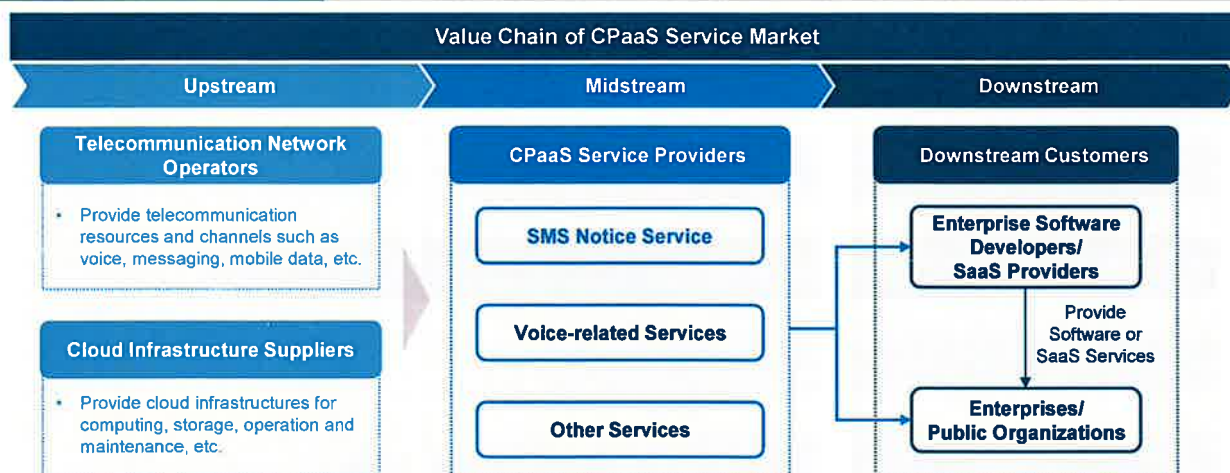 Value Chain of CPaaS Service Market
Upstream
Midstream
Downstream
Telecommunication Network
Operators
• Provide telecommunication
resources and channels such as
voice, messaging, mobile data, etc.
Cloud Infrastructure Suppliers
• Provide cloud infrastructures for
computing, storage, operation and
maintenance, etc.
CPaaS Service Providers
SMS Notice Service
Voice-related Services
Other Services
Downstream Customers
Enterprise Software
Developers/
SaaS Providers
Provide
Software or
SaaS Services
Enterprises/
Public Organizations